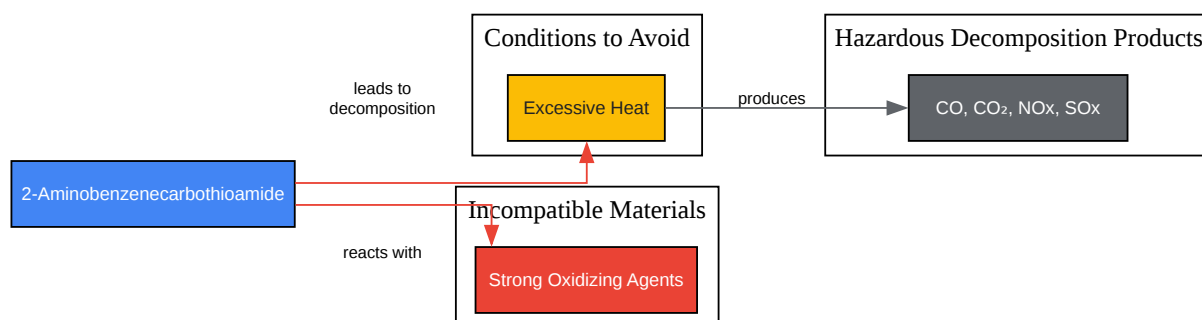 Conditions to Avoid
Hazardous Decomposition Products
leads to
decomposition
Excessive Heat
produces
CO, CO₂, NOx, SOx
2-Aminobenzenecarbothioamide
Incompatible Materials
reacts with
Strong Oxidizing Agents